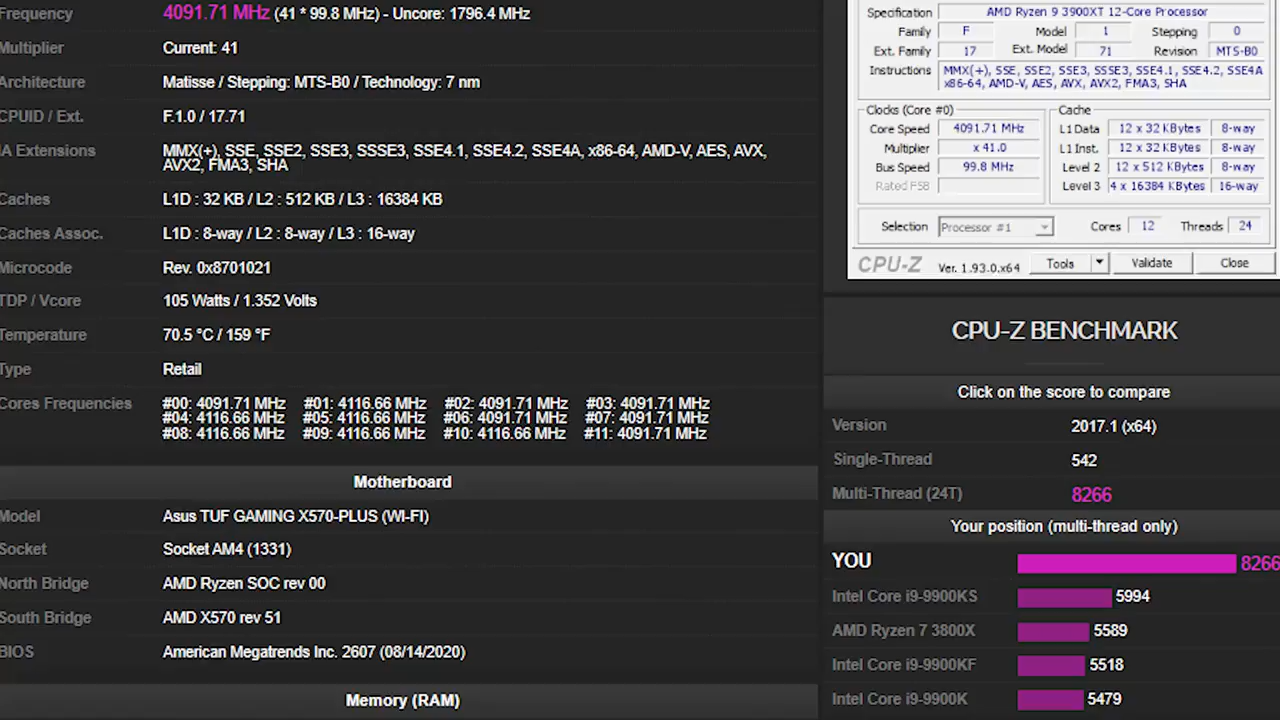 Frequency 4091.71 MHz (41 * 99.8 MHz) - Uncore: 1796.4 MHz
Multiplier Current: 41
Architecture Matisse / Stepping: MTS-B0 / Technology: 7 nm
CPUID / Ext. F.1.0 / 17.71
IA Extensions MMX(+), SSE, SSE2, SSE3, SSSE3, SSE4.1, SSE4.2, SSE4A, x86-64, AMD-V, AES, AVX,
AVX2, FMA3, SHA
Caches L1D : 32 KB / L2 : 512 KB / L3 : 16384 KB
Caches Assoc. L1D : 8-way / L2 : 8-way / L3 : 16-way
Microcode Rev. 0x8701021
TDP / Vcore 105 Watts / 1.352 Volts
Temperature 70.5 °C / 159 °F
Type Retail
Cores Frequencies #00: 4091.71 MHz #01: 4116.66 MHz #02: 4091.71 MHz #03: 4091.71 MHz
#04: 4116.66 MHz #05: 4116.66 MHz #06: 4091.71 MHz #07: 4091.71 MHz
#08: 4116.66 MHz #09: 4116.66 MHz #10: 4116.66 MHz #11: 4091.71 MHz
Motherboard
Model Asus TUF GAMING X570-PLUS (WI-FI)
Socket Socket AM4 (1331)
North Bridge AMD Ryzen SOC rev 00
South Bridge AMD X570 rev 51
BIOS American Megatrends Inc. 2607 (08/14/2020)
Memory (RAM)
Specification AMD Ryzen 9 3900XT 12-Core Processor
Family F Model 1 Stepping 0
Ext. Family 17 Ext. Model 71 Revision MTS-B0
Instructions MMX(+), SSE, SSE2, SSE3, SSSE3, SSE4.1, SSE4.2, SSE4A
x86-64, AMD-V, AES, AVX, AVX2, FMA3, SHA
Clocks (Core #0) Cache
Core Speed 4091.71 MHz L1 Data 12 x 32 KBytes 8-way
Multiplier x 41.0 L1 Inst. 12 x 32 KBytes 8-way
Bus Speed 99.8 MHz Level 2 12 x 512 KBytes 8-way
Rated FSB Level 3 4 x 16384 KBytes 16-way
Selection Processor #1 Cores 12 Threads 24
CPU-Z Ver. 1.93.0.x64 Tools Validate Close
CPU-Z BENCHMARK
Click on the score to compare
Version 2017.1 (x64)
Single-Thread 542
Multi-Thread (24T) 8266
Your position (multi-thread only)
YOU 8266
Intel Core i9-9900KS 5994
AMD Ryzen 7 3800X 5589
Intel Core i9-9900KF 5518
Intel Core i9-9900K 5479